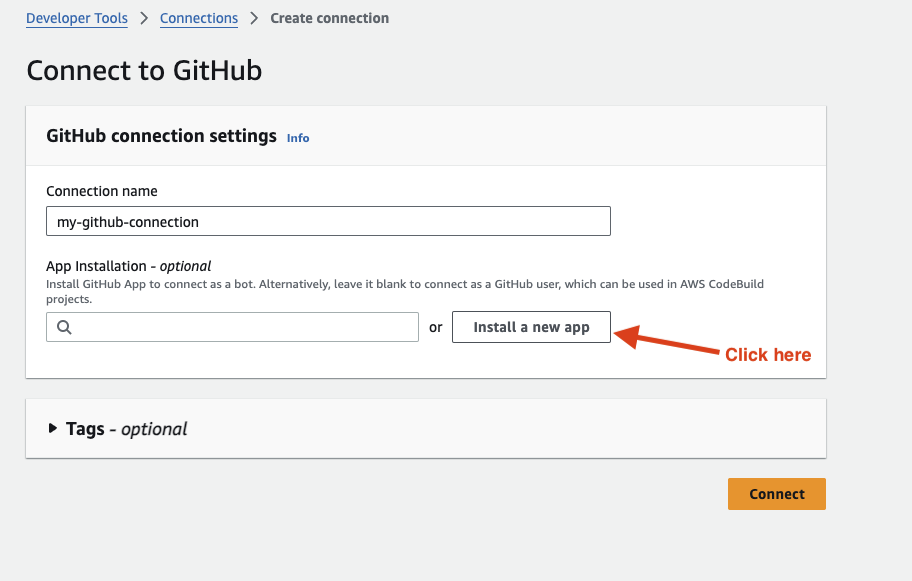 Developer Tools > Connections > Create connection
Connect to GitHub
GitHub connection settings Info
Connection name
my-github-connection
App Installation - optional
Install GitHub App to connect as a bot. Alternatively, leave it blank to connect as a GitHub user, which can be used in AWS CodeBuild
projects.
or Install a new app
Click here
Tags - optional
Connect